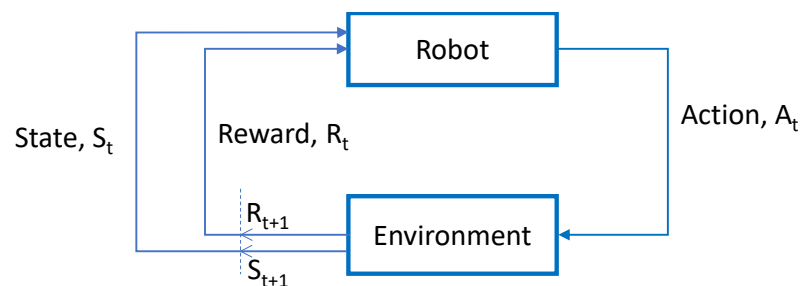 Robot
State, Sₜ
Reward, Rₜ
Action, Aₜ
Rₜ₊₁
Environment
Sₜ₊₁